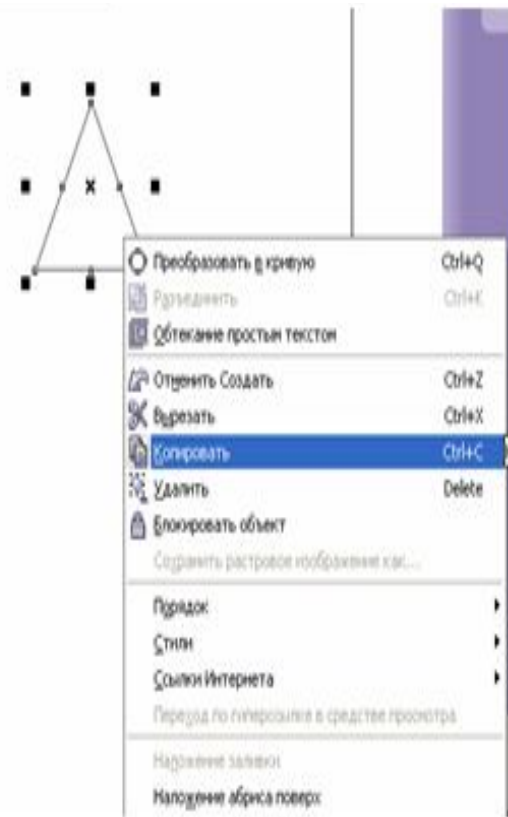 Преобразовать в кривую Ctrl+Q
Разъединить Ctrl+K
Обтекание простым текстом
Отменить Создать Ctrl+Z
Вырезать Ctrl+X
Копировать Ctrl+C
Удалить Delete
Блокировать объект
Сохранить растровое изображение как...
Порядок
Стили
Ссылки Интернета
Переход по гиперссылке в средстве просмотра
Наложение заливки
Наложение абриса поверх